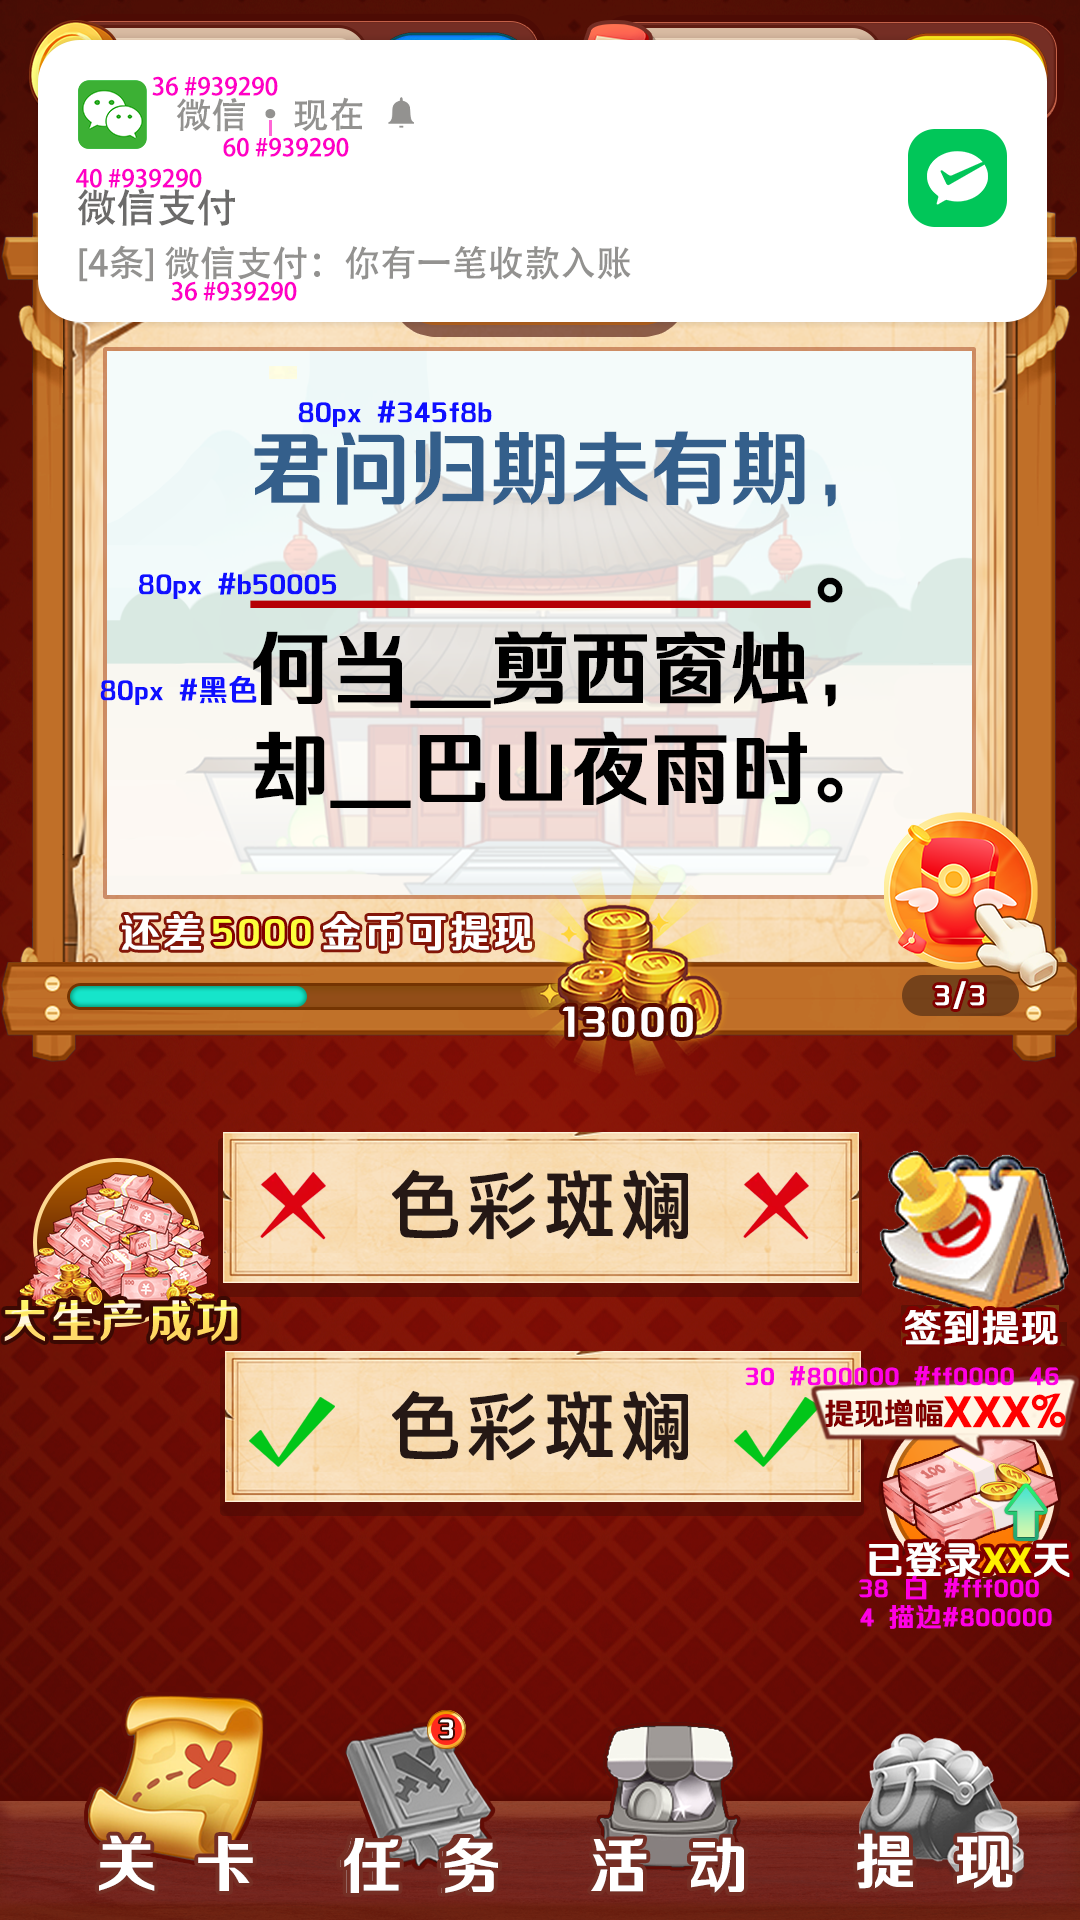 36 #939290
微信 • 现在
60 #939290
40 #939290
微信支付
[4条] 微信支付：你有一笔收款入账
36 #939290
80px #345f8b
君问归期未有期，
80px #b50005
。
何当__剪西窗烛，
80px #黑色
却__巴山夜雨时。
还差5000金币可提现
13000
3/3
色彩斑斓
大生产成功
签到提现
色彩斑斓
30 #800000 #ff0000 46
提现增幅XXX%
100
已登录XX天
38 白 #fff000
4 描边#800000
3
关卡
任务
活动
提现